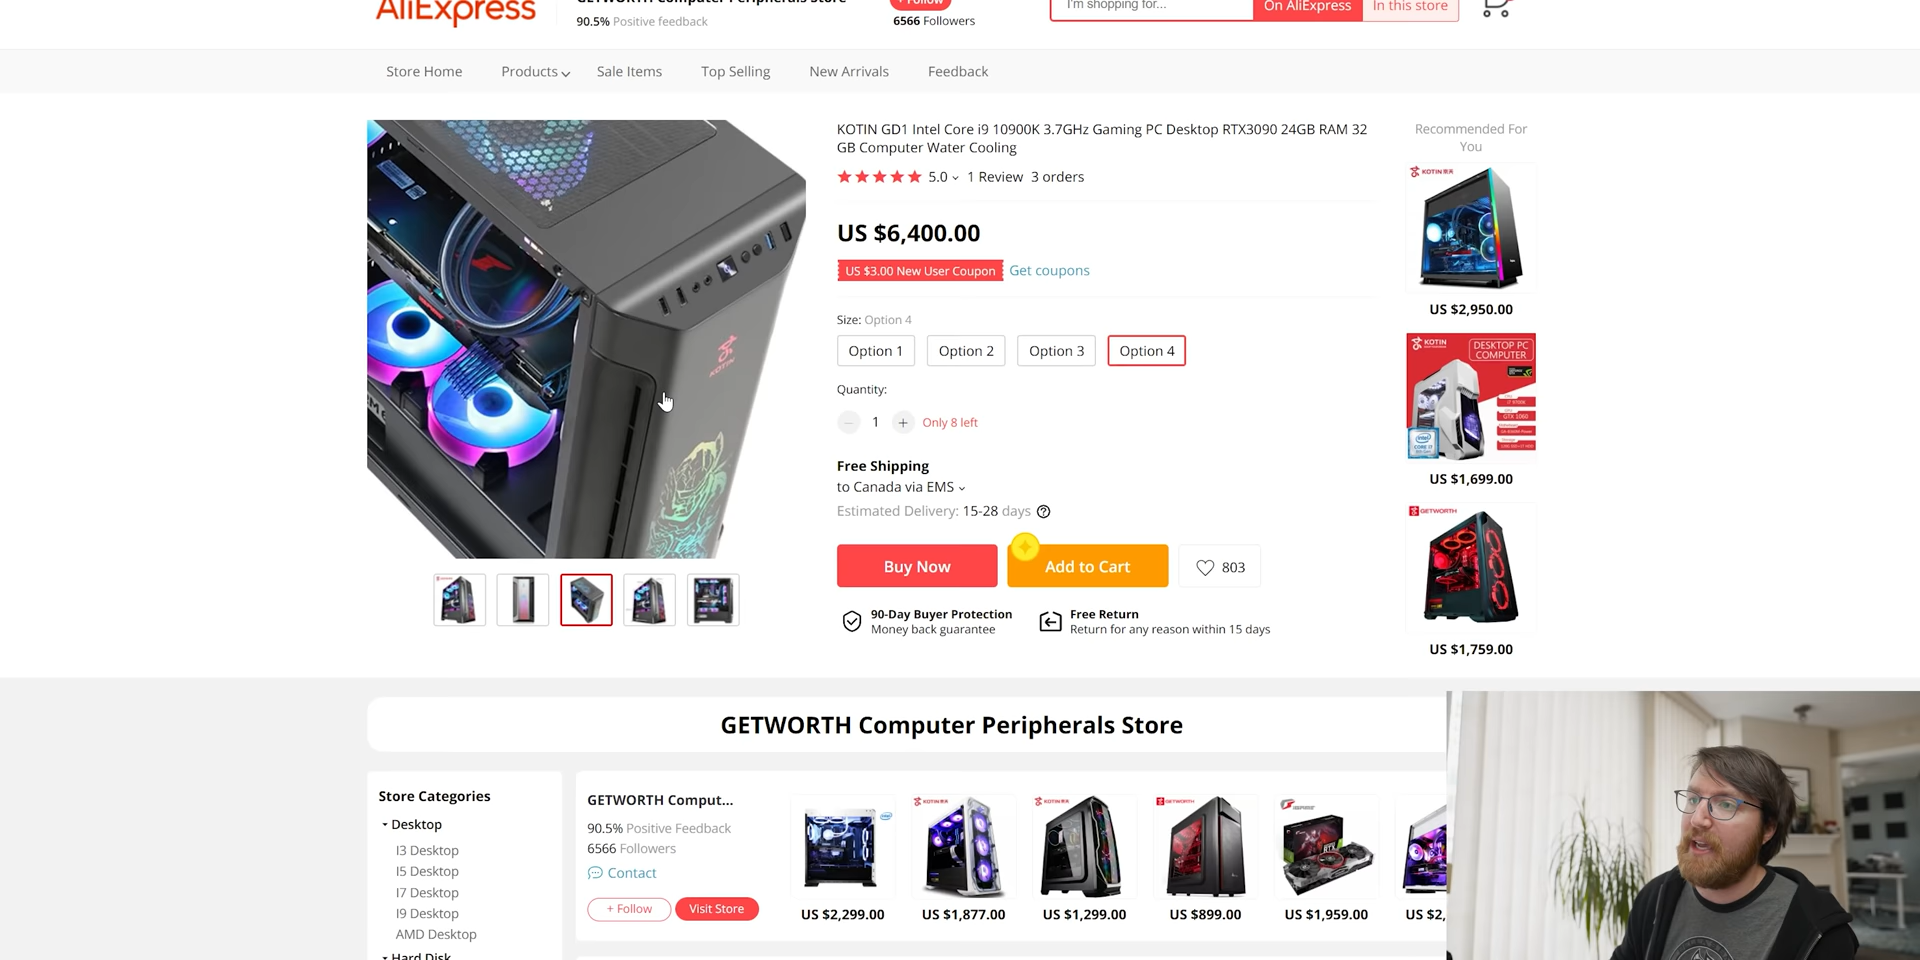 AliExpress
GETWORTH Computer Peripherals Store
90.5% Positive feedback
+ Follow
6566 Followers
I'm shopping for...
On AliExpress
In this store
Store Home
Products
Sale Items
Top Selling
New Arrivals
Feedback
KOTIN GD1 Intel Core i9 10900K 3.7GHz Gaming PC Desktop RTX3090 24GB RAM 32
GB Computer Water Cooling
5.0
1 Review
3 orders
US $6,400.00
US $3.00 New User Coupon
Get coupons
Size: Option 4
Option 1
Option 2
Option 3
Option 4
Quantity:
1
Only 8 left
Free Shipping
to Canada via EMS
Estimated Delivery: 15-28 days
Buy Now
Add to Cart
803
90-Day Buyer Protection
Money back guarantee
Free Return
Return for any reason within 15 days
KOTIN
Recommended For
You
KOTIN
US $2,950.00
KOTIN
DESKTOP PC
COMPUTER
US $1,699.00
GETWORTH
US $1,759.00
GETWORTH Computer Peripherals Store
Store Categories
Desktop
I3 Desktop
I5 Desktop
I7 Desktop
I9 Desktop
AMD Desktop
Hard Disk
GETWORTH Comput...
90.5% Positive Feedback
6566 Followers
Contact
+ Follow
Visit Store
US $2,299.00
KOTIN
US $1,877.00
KOTIN
US $1,299.00
GETWORTH
US $899.00
US $1,959.00
US $2,